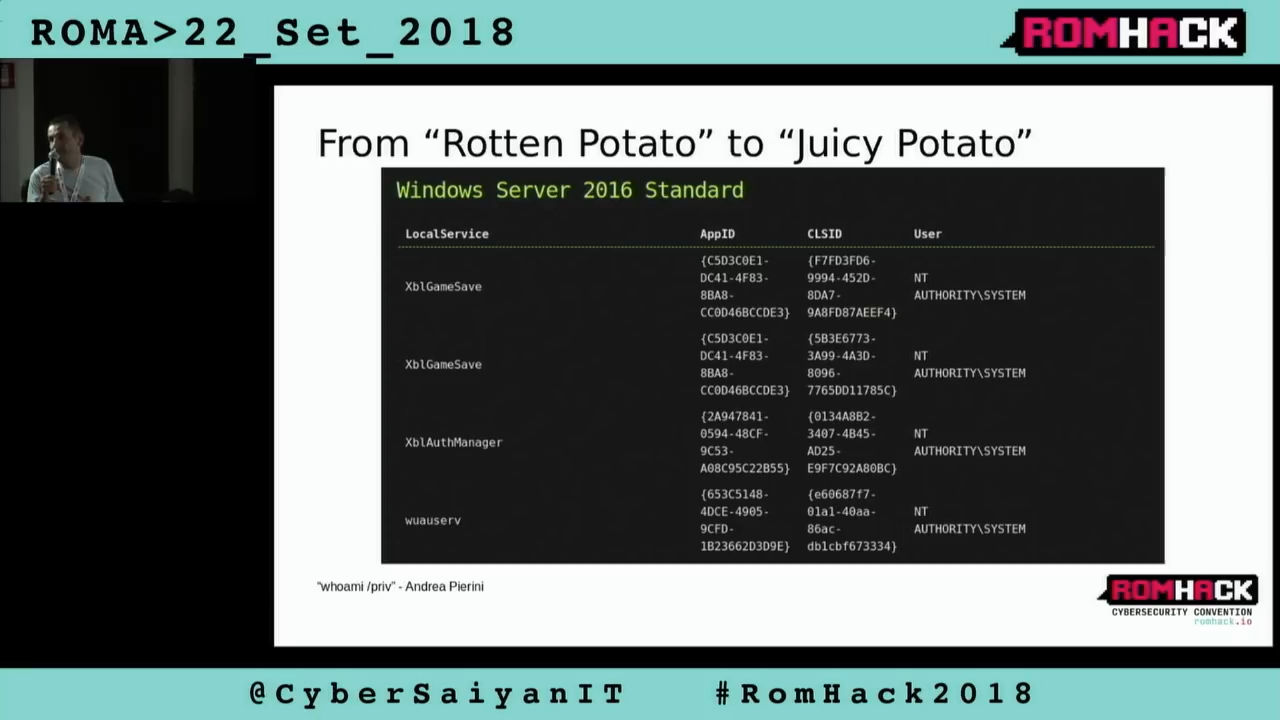 ROMA>22_Set_2018
ROMHACK
From “Rotten Potato” to “Juicy Potato”
Windows Server 2016 Standard
LocalService AppID CLSID User
{C5D3C0E1- {F7FD3FD6-
DC41-4F83- 9994-452D- NT
XblGameSave
8BA8- 8DA7- AUTHORITY\SYSTEM
CC0D46BCCDE3} 9A8FD87AEEF4}
{C5D3C0E1- {5B3E6773-
DC41-4F83- 3A99-4A3D- NT
XblGameSave
8BA8- 8096- AUTHORITY\SYSTEM
CC0D46BCCDE3} 7765DD11785C}
{2A947841- {0134A8B2-
0594-48CF- 3407-4B45- NT
XblAuthManager
9C53- AD25- AUTHORITY\SYSTEM
A08C95C22B55} E9F7C92A80BC}
{653C5148- {e60687f7-
4DCE-4905- 01a1-40aa- NT
wuauserv
9CFD- 86ac- AUTHORITY\SYSTEM
1B23662D3D9E} db1cbf673334}
“whoami /priv” - Andrea Pierini
ROMHACK
CYBERSECURITY CONVENTION
romhack.io
@CyberSaiyanIT #RomHack2018